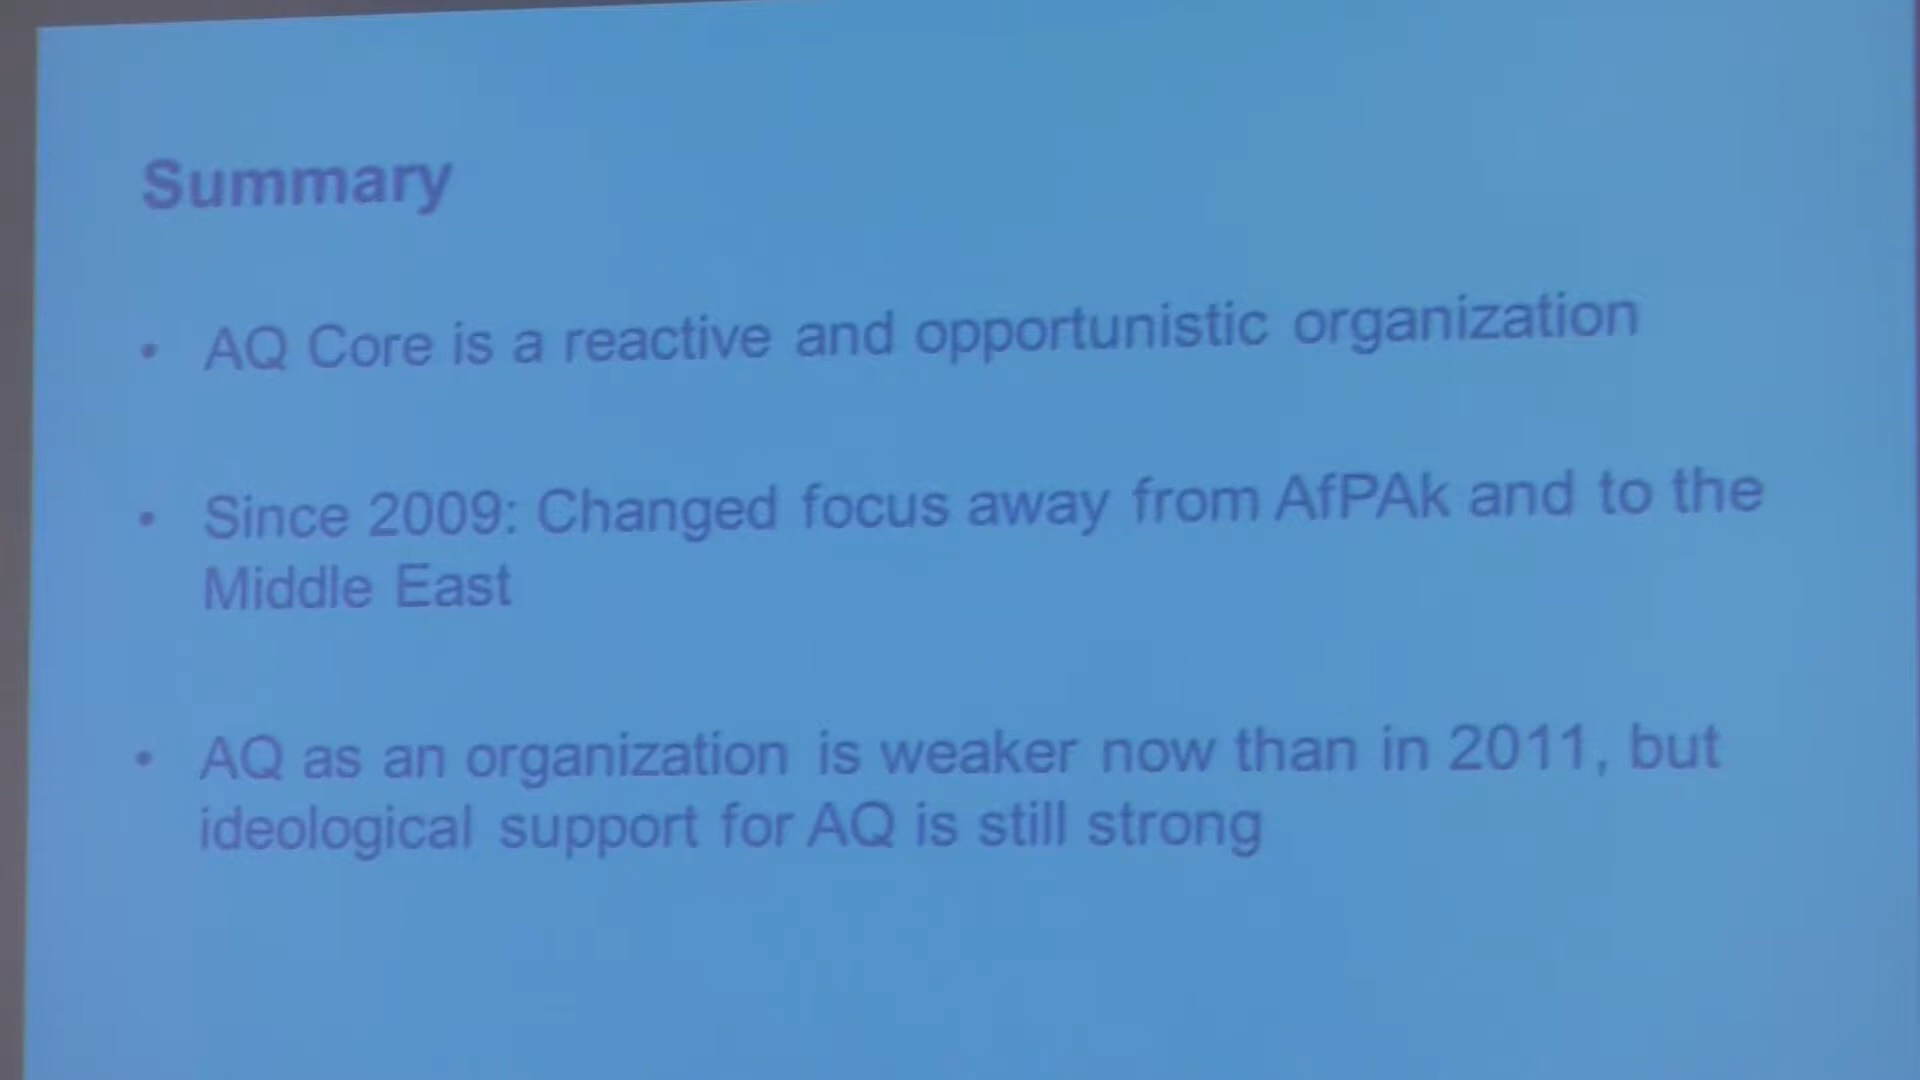 Summary
• AQ Core is a reactive and opportunistic organization
• Since 2009: Changed focus away from AfPAk and to the
Middle East
• AQ as an organization is weaker now than in 2011, but
ideological support for AQ is still strong